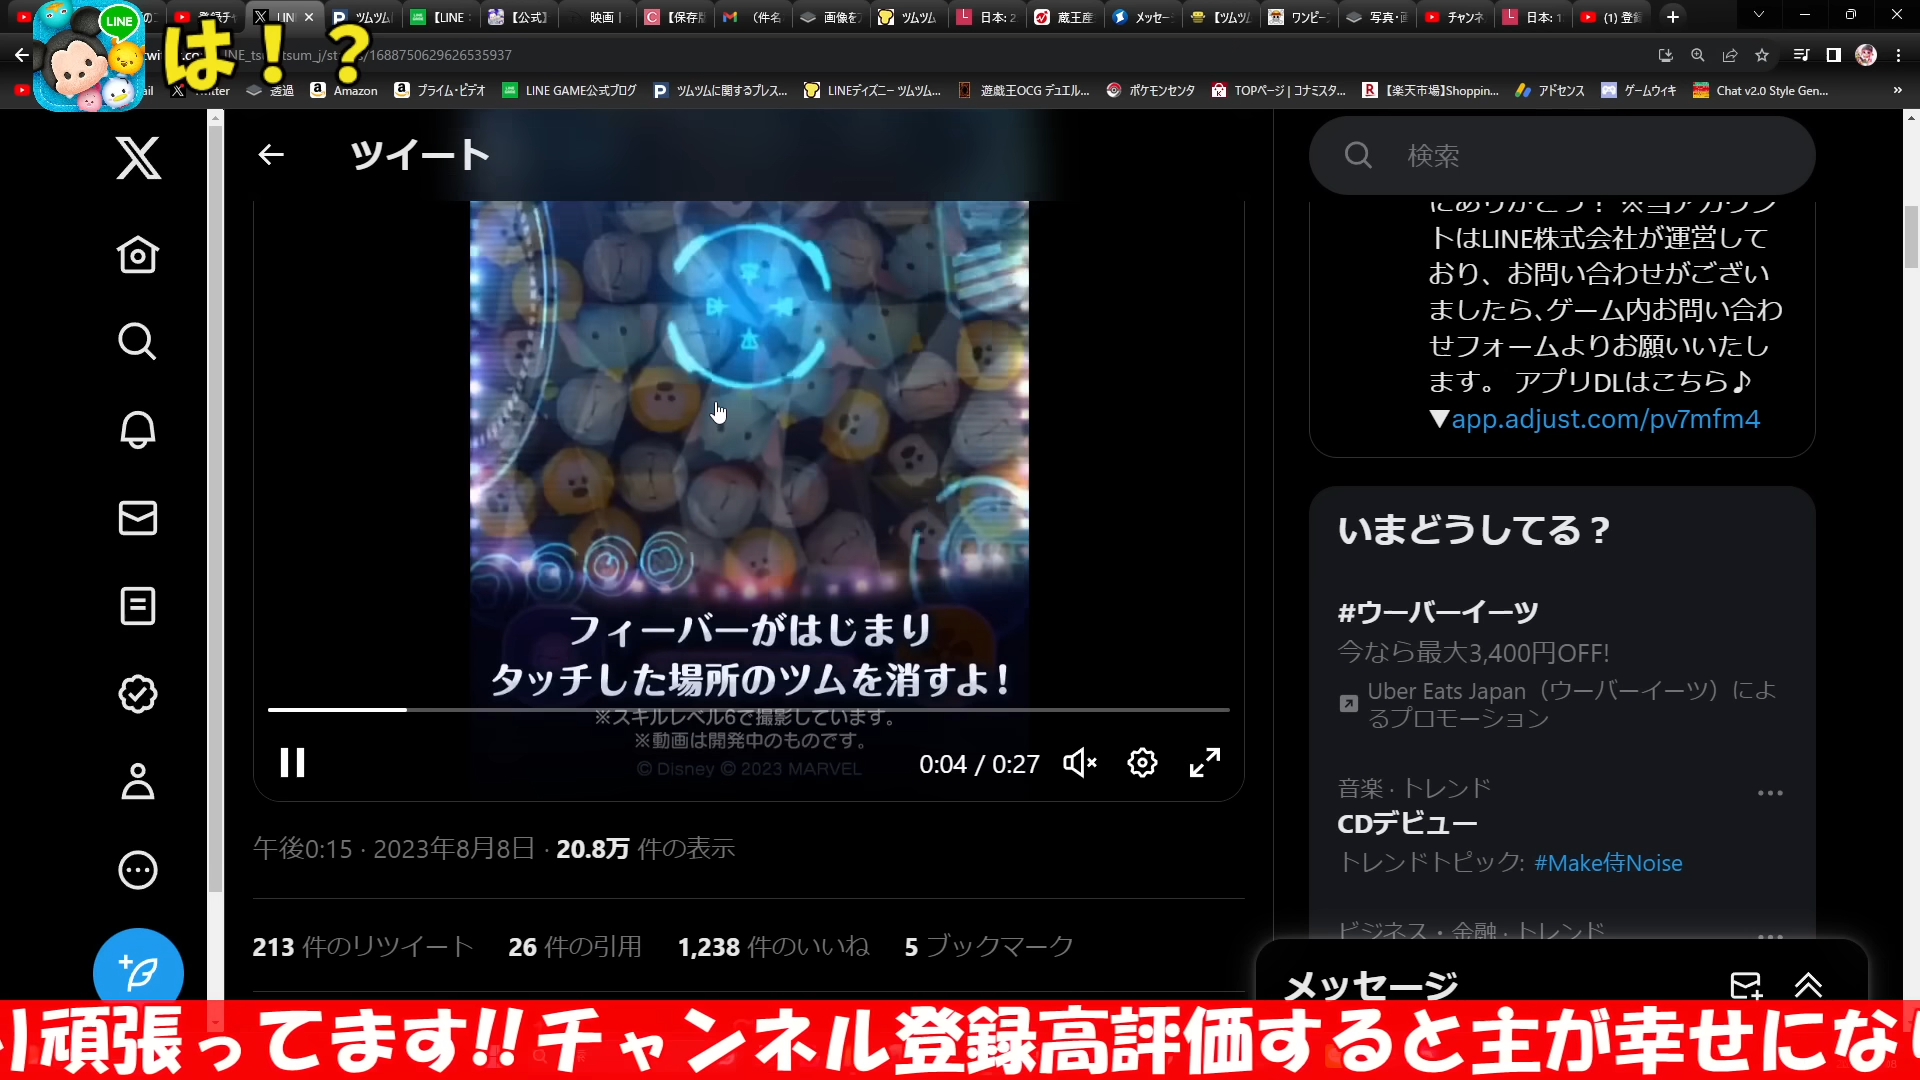 LINE
は！？
1688750629626535937
透過
Amazon
プライム・ビデオ
LINE GAME公式ブログ
ツムツムに関するプレス...
LINEディズニー ツムツム...
遊戯王OCG デュエル...
ポケモンセンタ
TOPページ | コナミスタ...
【楽天市場】Shoppin...
アドセンス
ゲームウィキ
Chat v2.0 Style Gen...
ツイート
検索
トはLINE株式会社が運営して
おり、お問い合わせがござい
ましたら､ゲーム内お問い合わ
せフォームよりお願いいたし
ます。 アプリDLはこちら♪
▼app.adjust.com/pv7mfm4
フィーバーがはじまり
タッチした場所のツムを消すよ！
※スキルレベル6で撮影しています。
※動画は開発中のものです。
© Disney © 2023 MARVEL
0:04 / 0:27
午後0:15 · 2023年8月8日 · 20.8万 件の表示
213 件のリツイート 26 件の引用 1,238 件のいいね 5 ブックマーク
いまどうしてる？
#ウーバーイーツ
今なら最大3,400円OFF!
Uber Eats Japan（ウーバーイーツ）によ
るプロモーション
音楽 · トレンド
CDデビュー
トレンドトピック: #Make侍Noise
ビジネス・金融 · トレンド
メッセージ
頑張ってます!!チャンネル登録高評価すると主が幸せにな